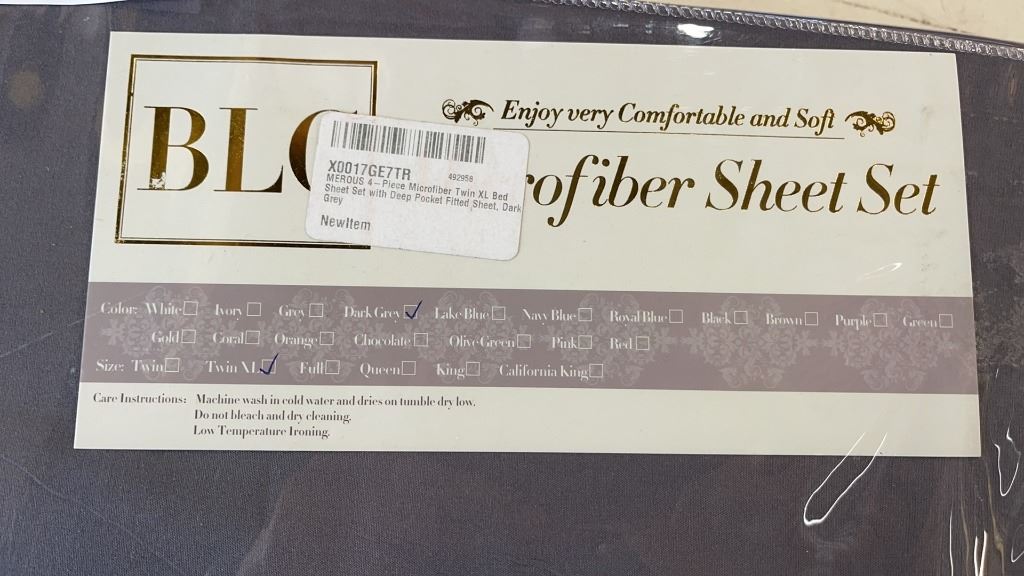 BL
X0017GE7TR 492958
MEROUS 4-Piece Microfiber Twin XL Bed
Sheet Set with Deep Pocket Fitted Sheet, Dark
Grey
NewItem
Enjoy very Comfortable and Soft
rofiber Sheet Set
Color: White Ivory Grey Dark Grey ✓ Lake Blue Navy Blue Royal Blue Black Brown Purple Green
Gold Coral Orange Chocolate Olive Green Pink Red
Size: Twin Twin XL ✓ Full Queen King California King
Care Instructions: Machine wash in cold water and dries on tumble dry low.
Do not bleach and dry cleaning.
Low Temperature Ironing.